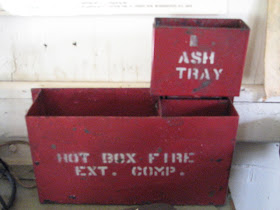 ASH
TRAY
HOT BOX FIRE
EXT. COMP.